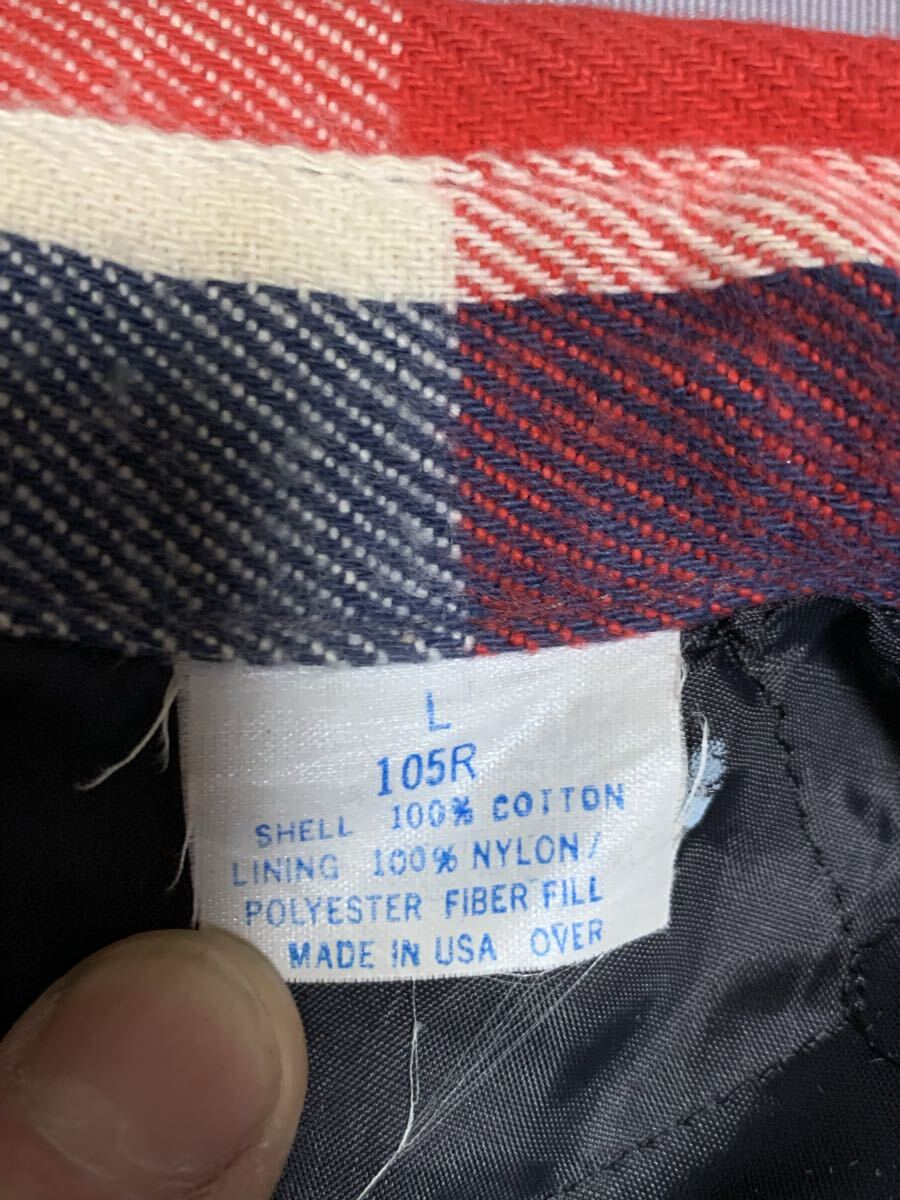 L
105R
SHELL 100% COTTON
LINING 100% NYLON/
POLYESTER FIBER FILL
MADE IN USA OVER